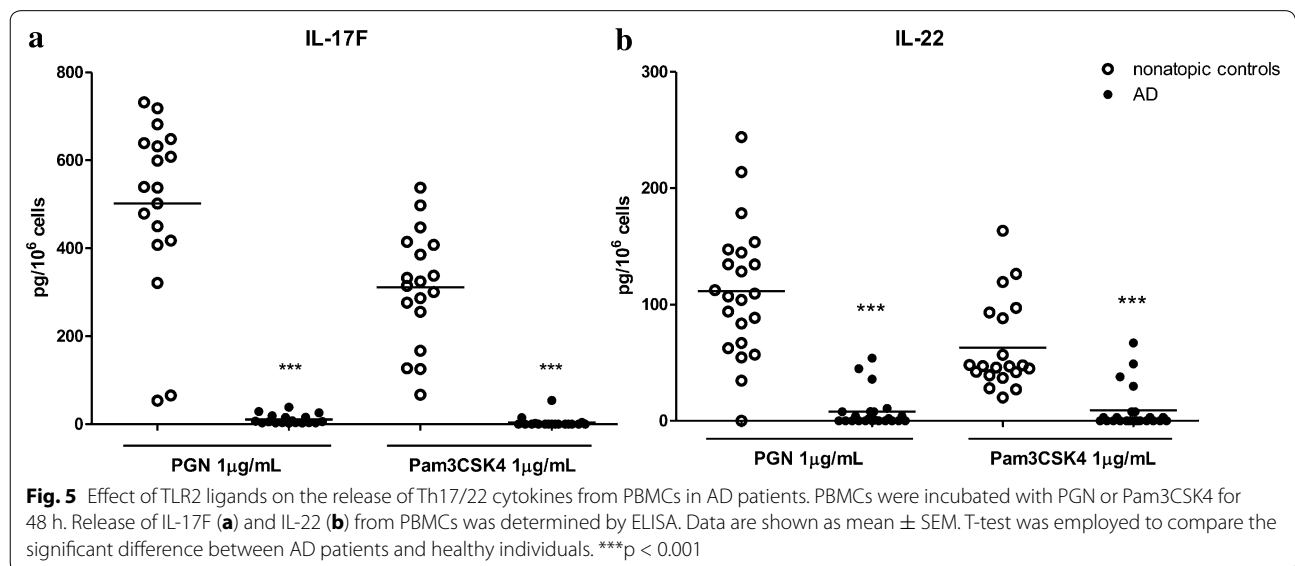 a
IL-17F
pg/10⁶ cells
800
600
400
200
0
***
***
PGN 1μg/mL
Pam3CSK4 1μg/mL
b
IL-22
nonatopic controls
AD
pg/10⁶ cells
300
200
100
0
***
***
PGN 1μg/mL
Pam3CSK4 1μg/mL
Fig. 5 Effect of TLR2 ligands on the release of Th17/22 cytokines from PBMCs in AD patients. PBMCs were incubated with PGN or Pam3CSK4 for
48 h. Release of IL-17F (a) and IL-22 (b) from PBMCs was determined by ELISA. Data are shown as mean ± SEM. T-test was employed to compare the
significant difference between AD patients and healthy individuals. ***p < 0.001